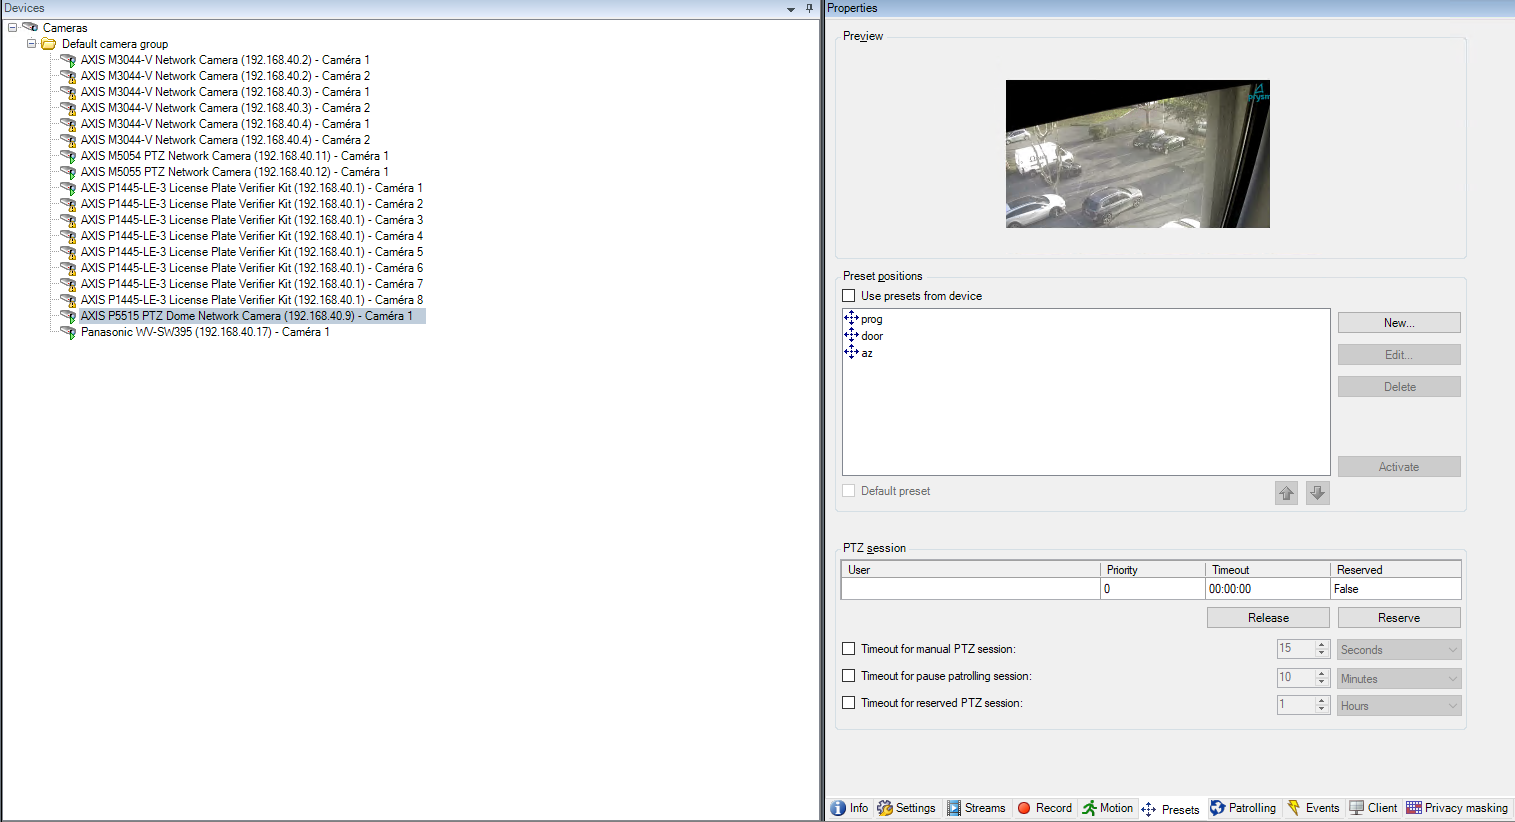 Devices
Cameras
Default camera group
AXIS M3044-V Network Camera (192.168.40.2) - Caméra 1
AXIS M3044-V Network Camera (192.168.40.2) - Caméra 2
AXIS M3044-V Network Camera (192.168.40.3) - Caméra 1
AXIS M3044-V Network Camera (192.168.40.3) - Caméra 2
AXIS M3044-V Network Camera (192.168.40.4) - Caméra 1
AXIS M3044-V Network Camera (192.168.40.4) - Caméra 2
AXIS M5054 PTZ Network Camera (192.168.40.11) - Caméra 1
AXIS M5055 PTZ Network Camera (192.168.40.12) - Caméra 1
AXIS P1445-LE-3 License Plate Verifier Kit (192.168.40.1) - Caméra 1
AXIS P1445-LE-3 License Plate Verifier Kit (192.168.40.1) - Caméra 2
AXIS P1445-LE-3 License Plate Verifier Kit (192.168.40.1) - Caméra 3
AXIS P1445-LE-3 License Plate Verifier Kit (192.168.40.1) - Caméra 4
AXIS P1445-LE-3 License Plate Verifier Kit (192.168.40.1) - Caméra 5
AXIS P1445-LE-3 License Plate Verifier Kit (192.168.40.1) - Caméra 6
AXIS P1445-LE-3 License Plate Verifier Kit (192.168.40.1) - Caméra 7
AXIS P1445-LE-3 License Plate Verifier Kit (192.168.40.1) - Caméra 8
AXIS P5515 PTZ Dome Network Camera (192.168.40.9) - Caméra 1
Panasonic WV-SW395 (192.168.40.17) - Caméra 1
Properties
Preview
prysm
Preset positions
Use presets from device
prog
door
az
New...
Edit...
Delete
Activate
Default preset
PTZ session
User Priority Timeout Reserved
0 00:00:00 False
Release Reserve
Timeout for manual PTZ session: 15 Seconds
Timeout for pause patrolling session: 10 Minutes
Timeout for reserved PTZ session: 1 Hours
Info Settings Streams Record Motion Presets Patrolling Events Client Privacy masking